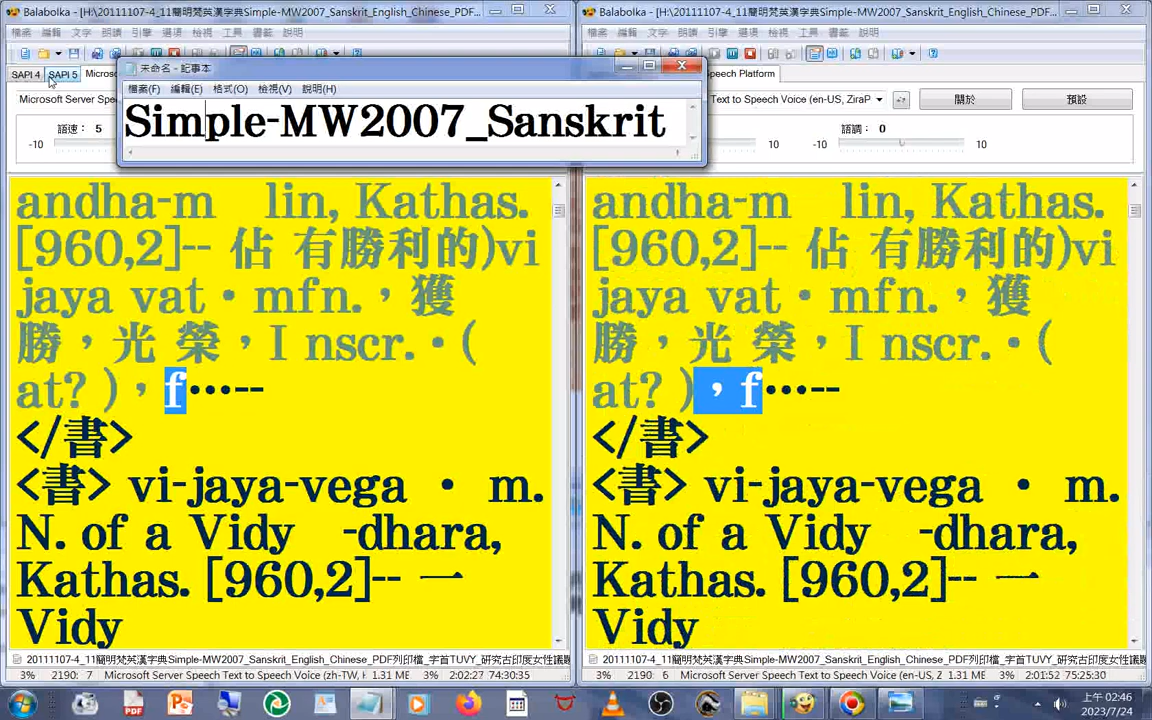 Balabolka - [H:\20111107-4_11簡明梵英漢字典Simple-MW2007_Sanskrit_English_Chinese_PDF...
檔案 編輯 文字 朗讀 引擎 選項 檢視 工具 書籤 說明
SAPI 4 SAPI 5 Micros
Microsoft Server Spe
語速： 5
-10
未命名 - 記事本
檔案(F) 編輯(E) 格式(O) 檢視(V) 說明(H)
Simple-MW2007_Sanskrit
andha-m lin, Kathas.
[960,2]-- 佔 有勝利的)vi
jaya vat • mfn.，獲
勝，光 榮，I nscr.•(
at? )，f…--
</書>
<書> vi-jaya-vega • m.
N. of a Vidy -dhara,
Kathas. [960,2]-- 一
Vidy
20111107-4_11簡明梵英漢字典Simple-MW2007_Sanskrit_English_Chinese_PDF列印檔_字首TUVY_研究古印度女性議題
3% 2190: 7 Microsoft Server Speech Text to Speech Voice (zh-TW, H 1.31 MB 3% 2:02:27 74:30:35
Balabolka - [H:\20111107-4_11簡明梵英漢字典Simple-MW2007_Sanskrit_English_Chinese_PDF...
檔案 編輯 文字 朗讀 引擎 選項 檢視 工具 書籤 說明
peech Platform
Text to Speech Voice (en-US, ZiraP
關於 預設
語調： 0
10 -10 10
andha-m lin, Kathas.
[960,2]-- 佔 有勝利的)vi
jaya vat • mfn.，獲
勝，光 榮，I nscr.•(
at? )，f…--
</書>
<書> vi-jaya-vega • m.
N. of a Vidy -dhara,
Kathas. [960,2]-- 一
Vidy
20111107-4_11簡明梵英漢字典Simple-MW2007_Sanskrit_English_Chinese_PDF列印檔_字首TUVY_研究古印度女性議題
3% 2190: 6 Microsoft Server Speech Text to Speech Voice (en-US, Z 1.31 MB 3% 2:01:52 75:25:30
上午 02:46
2023/7/24